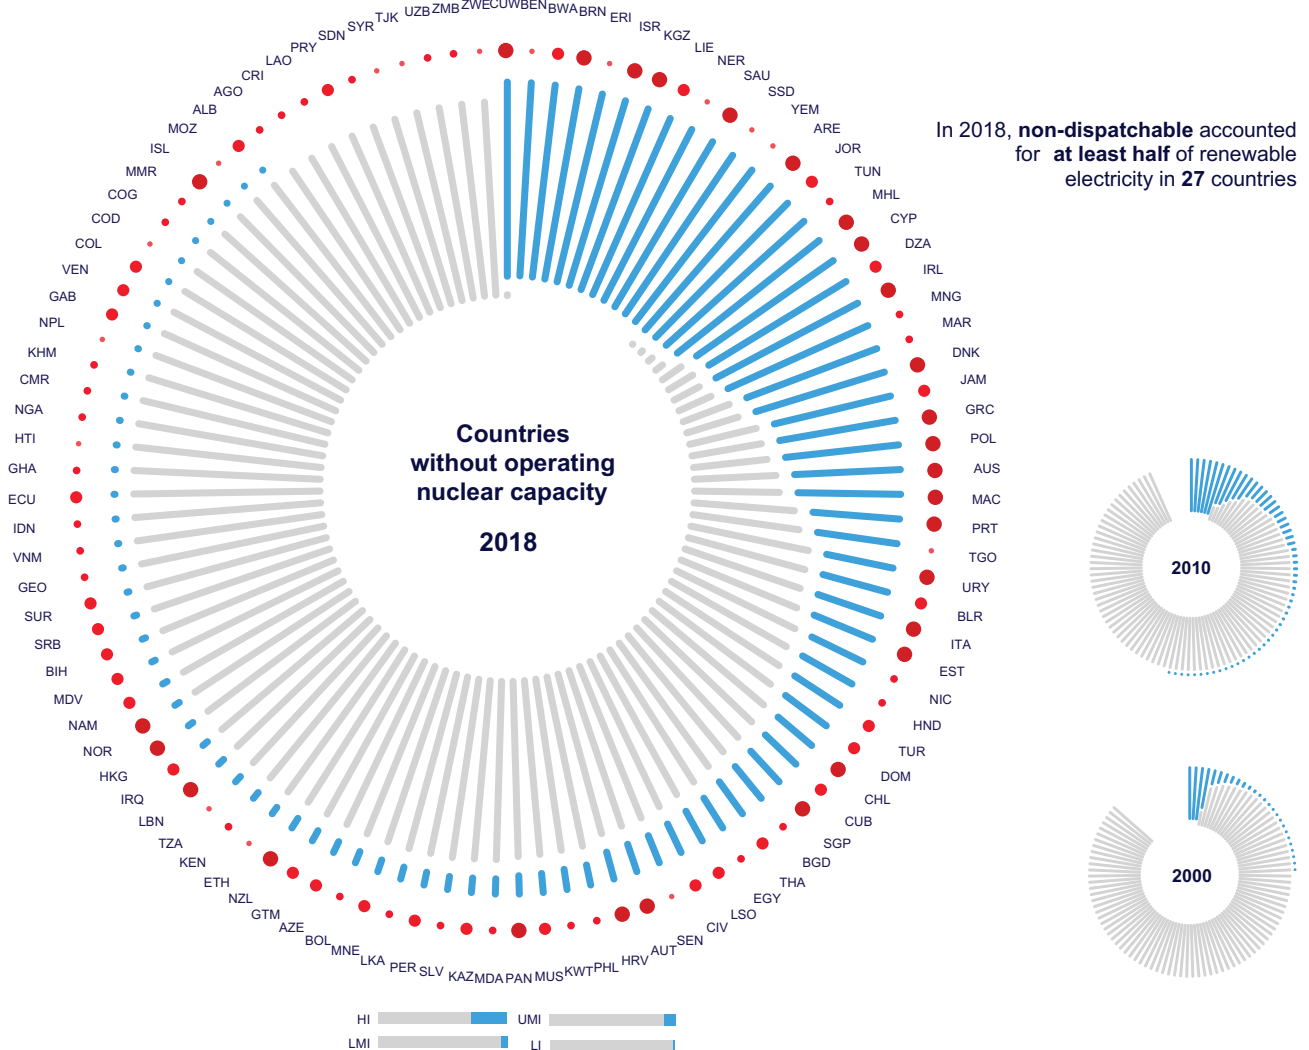 CUW
BEN
BWA
BRN
ERI
ISR
KGZ
LIE
NER
SAU
SSD
YEM
ARE
JOR
TUN
MHL
CYP
DZA
IRL
MNG
MAR
DNK
JAM
GRC
POL
AUS
MAC
PRT
TGO
URY
BLR
ITA
EST
NIC
HND
TUR
DOM
CHL
CUB
SGP
BGD
THA
EGY
LSO
CIV
SEN
AUT
HRV
PHL
KWT
MUS
PAN
MDA
KAZ
SLV
PER
LKA
MNE
BOL
AZE
GTM
NZL
ETH
KEN
TZA
LBN
IRQ
HKG
NOR
NAM
MDV
BIH
SRB
SUR
GEO
VNM
IDN
ECU
GHA
HTI
NGA
CMR
KHM
NPL
GAB
VEN
COL
COD
COG
MMR
ISL
MOZ
ALB
AGO
CRI
LAO
PRY
SDN
SYR
TJK
UZB
ZMB
ZWE
In 2018, non-dispatchable accounted
for at least half of renewable
electricity in 27 countries
Countries
without operating
nuclear capacity
2018
2010
2000
HI
UMI
LMI
LI